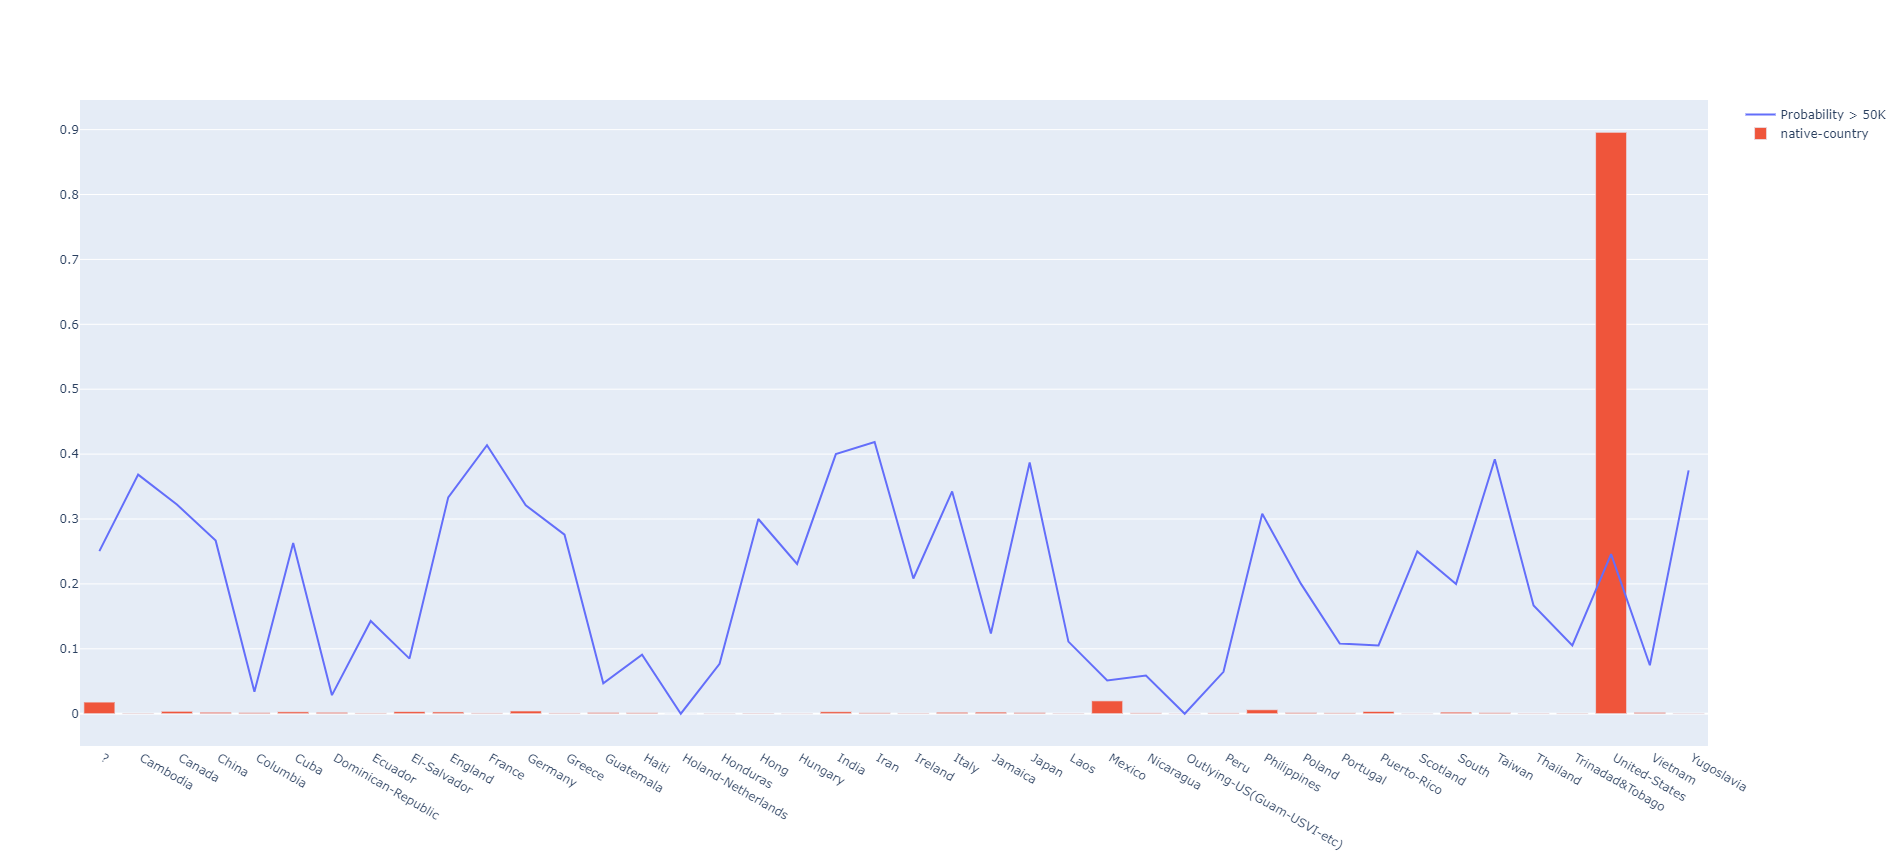 Probability > 50K
native-country
0.9
0.8
0.7
0.6
0.5
0.4
0.3
0.2
0.1
0
?
Cambodia
Canada
China
Columbia
Cuba
Dominican-Republic
Ecuador
El-Salvador
England
France
Germany
Greece
Guatemala
Haiti
Holand-Netherlands
Honduras
Hong
Hungary
India
Iran
Ireland
Italy
Jamaica
Japan
Laos
Mexico
Nicaragua
Outlying-US(Guam-USVI-etc)
Peru
Philippines
Poland
Portugal
Puerto-Rico
Scotland
South
Taiwan
Thailand
Trinadad&Tobago
United-States
Vietnam
Yugoslavia